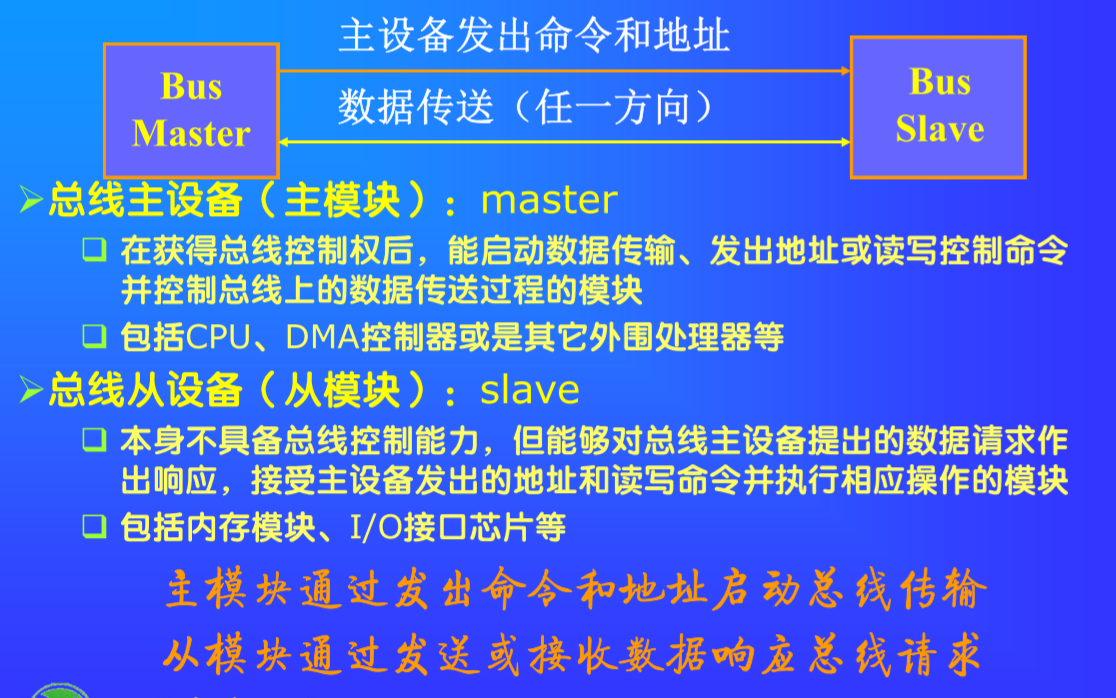 主设备发出命令和地址
Bus
Master
数据传送（任一方向）
Bus
Slave
总线主设备（主模块）：master
在获得总线控制权后，能启动数据传输、发出地址或读写控制命令
并控制总线上的数据传送过程的模块
包括CPU、DMA控制器或是其它外围处理器等
总线从设备（从模块）：slave
本身不具备总线控制能力，但能够对总线主设备提出的数据请求作
出响应，接受主设备发出的地址和读写命令并执行相应操作的模块
包括内存模块、I/O接口芯片等
主模块通过发出命令和地址启动总线传输
从模块通过发送或接收数据响应总线请求